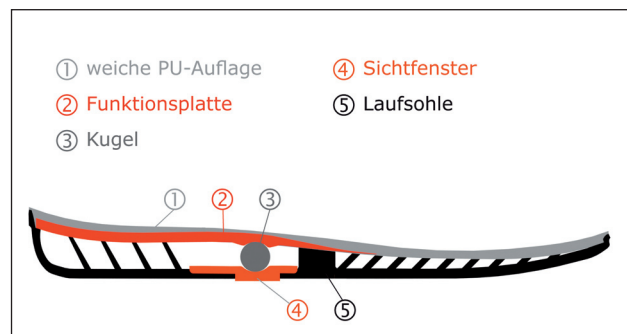 ① weiche PU-Auflage
② Funktionsplatte
③ Kugel
④ Sichtfenster
⑤ Laufsohle
① ② ③
④ ⑤